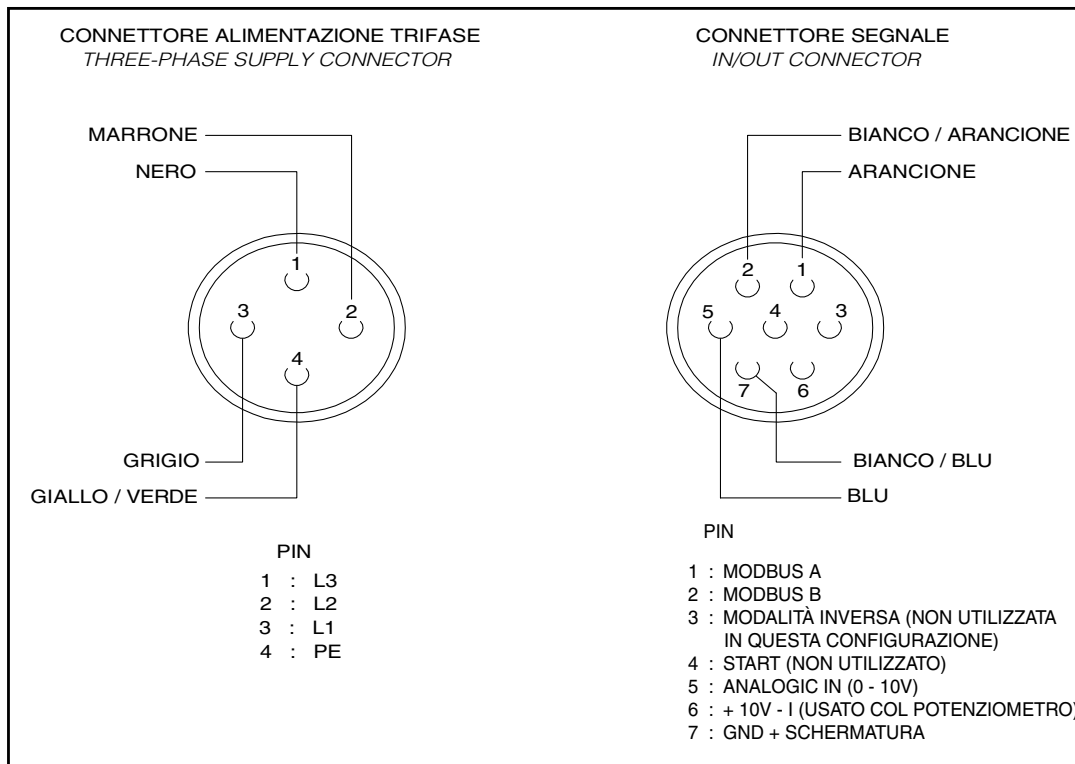 CONNETTORE ALIMENTAZIONE TRIFASE
THREE-PHASE SUPPLY CONNECTOR
MARRONE
NERO
1
3
2
4
GRIGIO
GIALLO / VERDE
PIN
1 : L3
2 : L2
3 : L1
4 : PE
CONNETTORE SEGNALE
IN/OUT CONNECTOR
BIANCO / ARANCIONE
ARANCIONE
2 1
5 4 3
7 6
BIANCO / BLU
BLU
PIN
1 : MODBUS A
2 : MODBUS B
3 : MODALITÀ INVERSA (NON UTILIZZATA
IN QUESTA CONFIGURAZIONE)
4 : START (NON UTILIZZATO)
5 : ANALOGIC IN (0 - 10V)
6 : + 10V - I (USATO COL POTENZIOMETRO)
7 : GND + SCHERMATURA